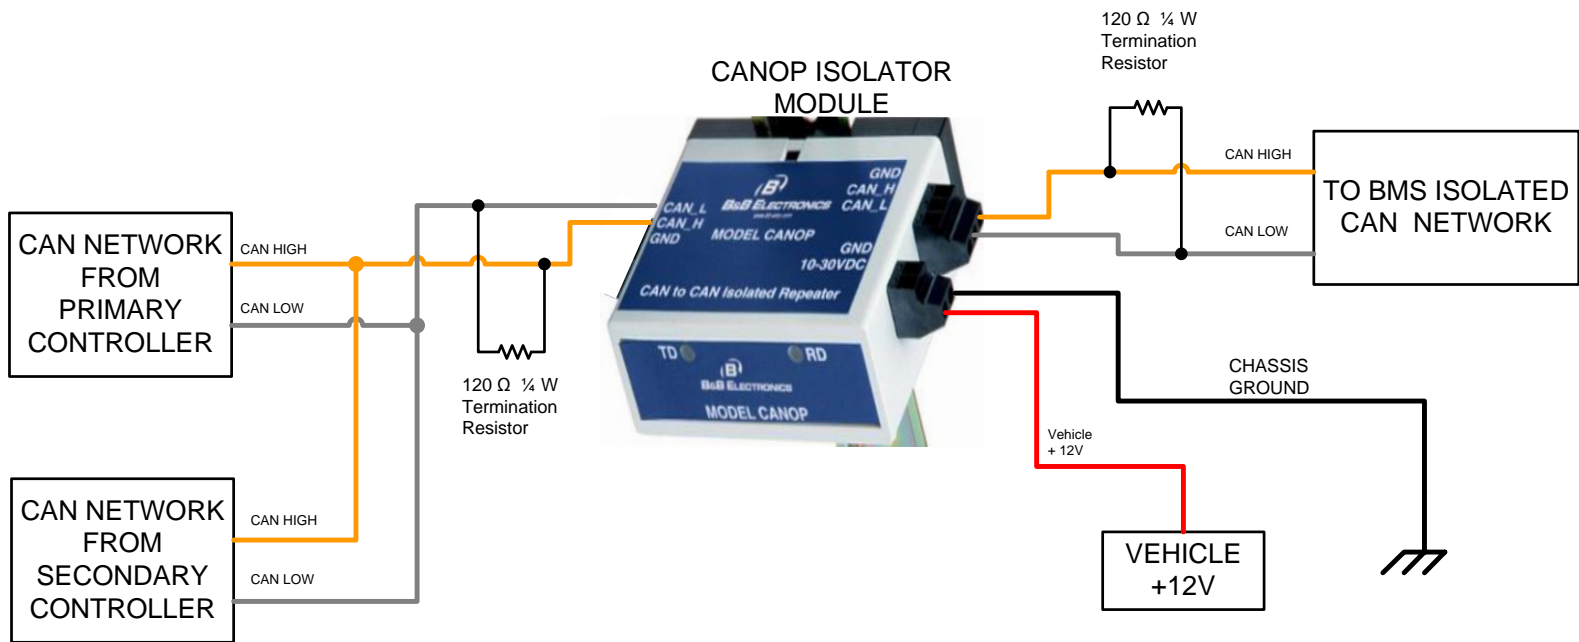 120 Ω ¼ W
Termination
Resistor
CANOP ISOLATOR
MODULE
CAN HIGH
TO BMS ISOLATED
CAN NETWORK
CAN LOW
GND
CAN_H
CAN_L
B
B&B ELECTRONICS
CAN_L
CAN_H
GND
MODEL CANOP
GND
10-30VDC
CAN to CAN Isolated Repeater
CAN NETWORK
FROM
PRIMARY
CONTROLLER
CAN HIGH
CAN LOW
TD
RD
B
B&B ELECTRONICS
MODEL CANOP
120 Ω ¼ W
Termination
Resistor
CHASSIS
GROUND
Vehicle
+ 12V
CAN NETWORK
FROM
SECONDARY
CONTROLLER
CAN HIGH
CAN LOW
VEHICLE
+12V